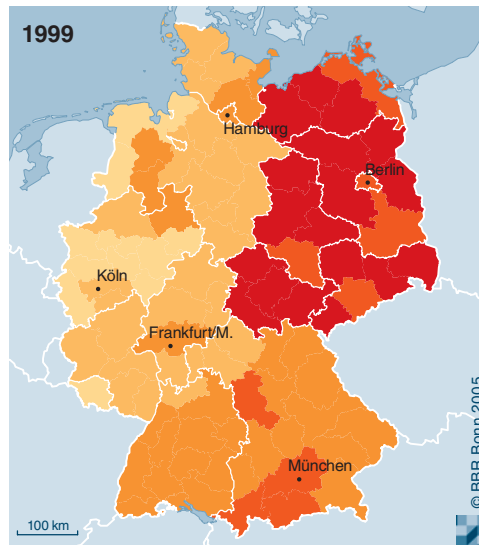 1999
Hamburg
Berlin
Köln
Frankfurt/M.
München
100 km
© BBR Bonn 2005